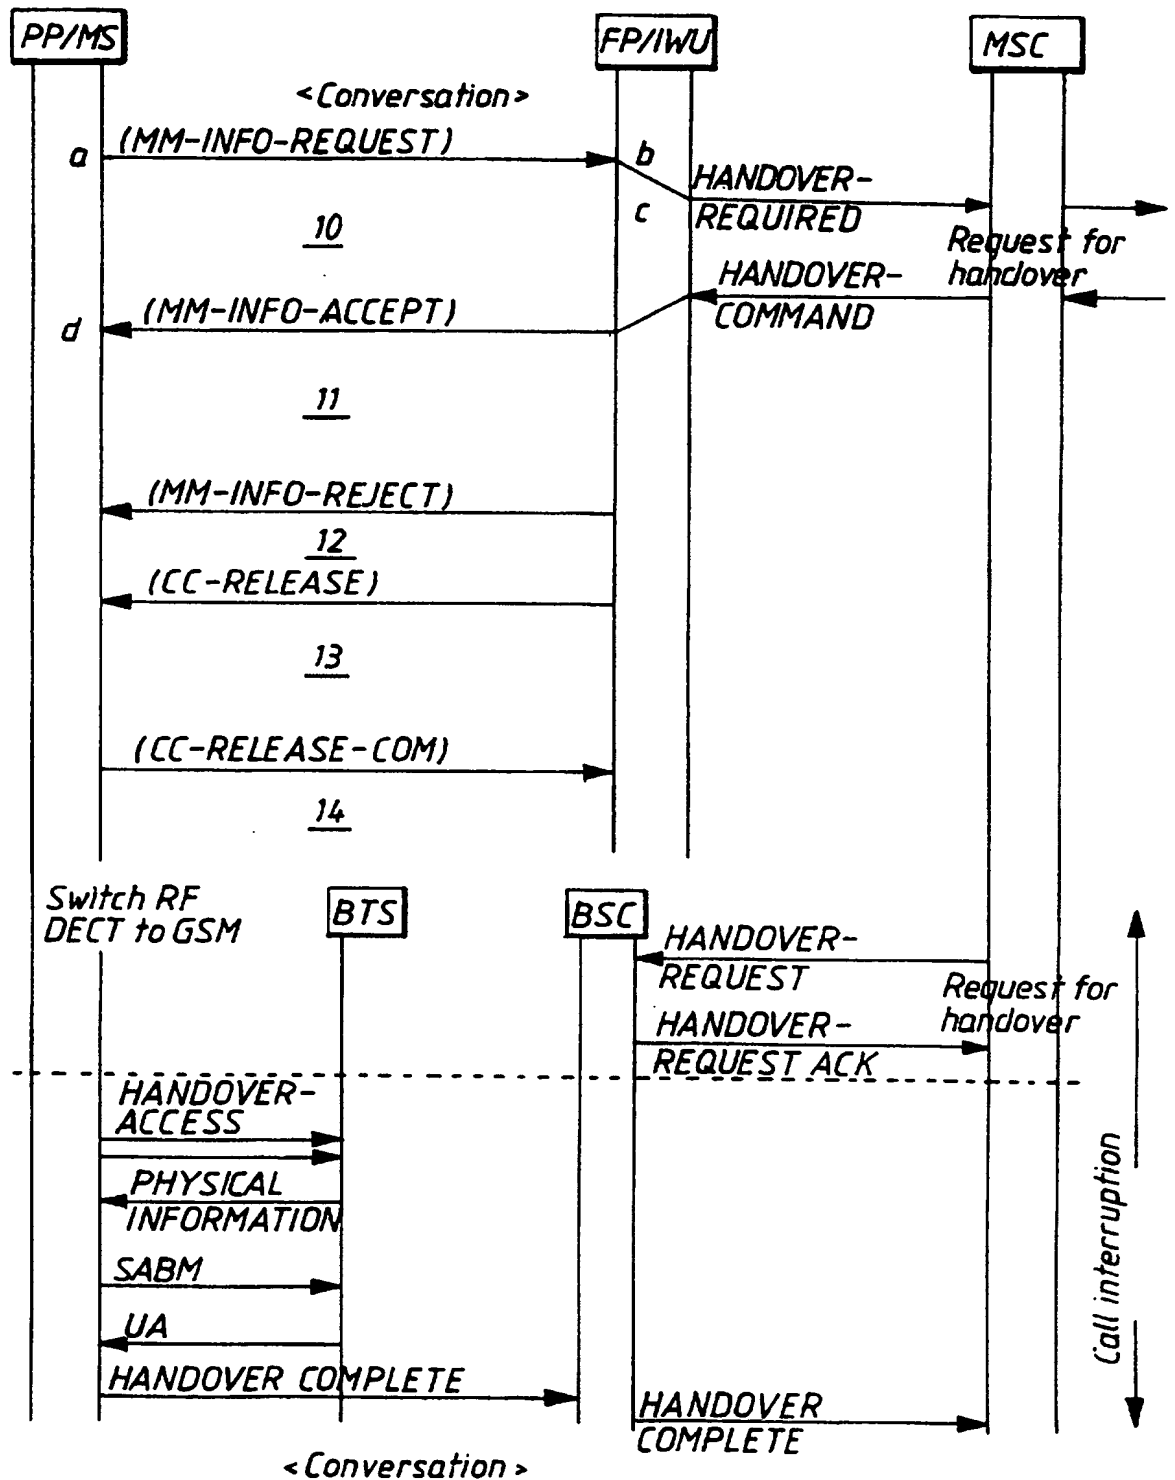 PP/MS
FP/IWU
MSC
<Conversation>
a
(MM-INFO-REQUEST)
b
HANDOVER-
REQUIRED
c
10
Request for
handover
HANDOVER-
COMMAND
d
(MM-INFO-ACCEPT)
11
(MM-INFO-REJECT)
12
(CC-RELEASE)
13
(CC-RELEASE-COM)
14
Switch RF
DECT to GSM
BTS
BSC
HANDOVER-
REQUEST
Request for
handover
HANDOVER-
REQUEST ACK
HANDOVER-
ACCESS
PHYSICAL
INFORMATION
SABM
UA
HANDOVER COMPLETE
HANDOVER
COMPLETE
Call interruption
<Conversation>